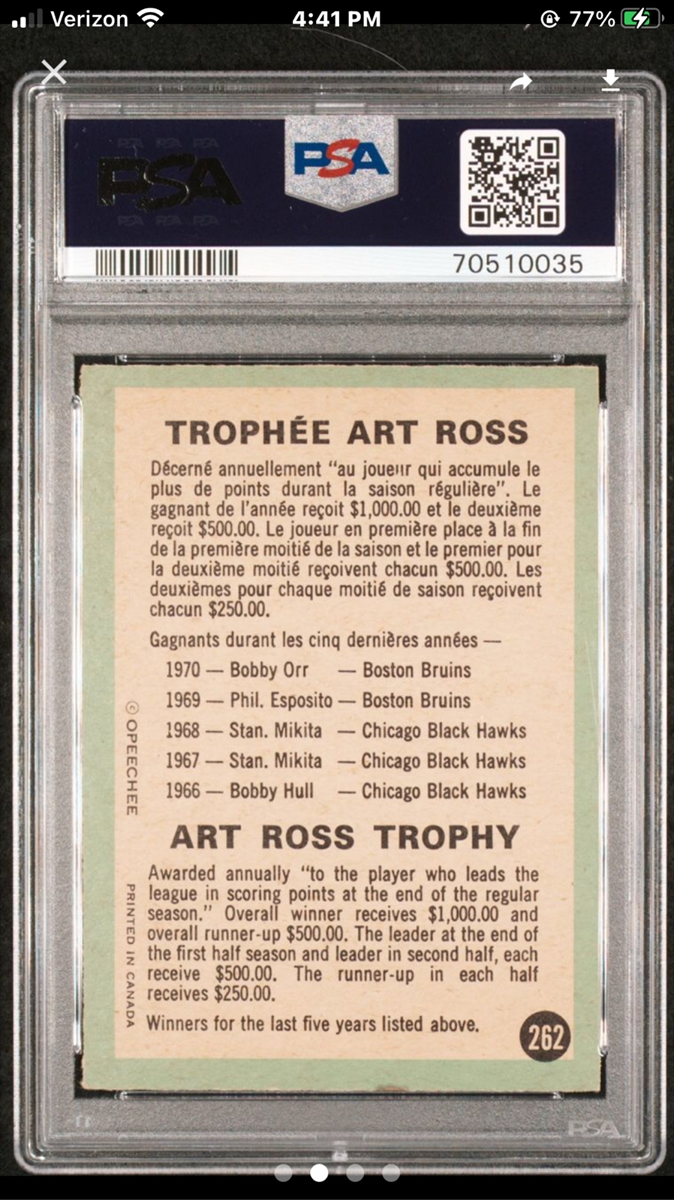 Verizon 4:41 PM 77%
PSA PSA
70510035
TROPHÉE ART ROSS
Décerné annuellement "au joueur qui accumule le
plus de points durant la saison régulière". Le
gagnant de l'année reçoit $1,000.00 et le deuxième
reçoit $500.00. Le joueur en première place à la fin
de la première moitié de la saison et le premier pour
la deuxième moitié reçoivent chacun $500.00. Les
deuxièmes pour chaque moitié de saison reçoivent
chacun $250.00.
Gagnants durant les cinq dernières années —
1970 — Bobby Orr — Boston Bruins
1969 — Phil. Esposito — Boston Bruins
1968 — Stan. Mikita — Chicago Black Hawks
1967 — Stan. Mikita — Chicago Black Hawks
1966 — Bobby Hull — Chicago Black Hawks
© OPEECHEE
ART ROSS TROPHY
Awarded annually "to the player who leads the
league in scoring points at the end of the regular
season." Overall winner receives $1,000.00 and
overall runner-up $500.00. The leader at the end of
the first half season and leader in second half, each
receive $500.00. The runner-up in each half
receives $250.00.
Winners for the last five years listed above.
PRINTED IN CANADA
262
PSA